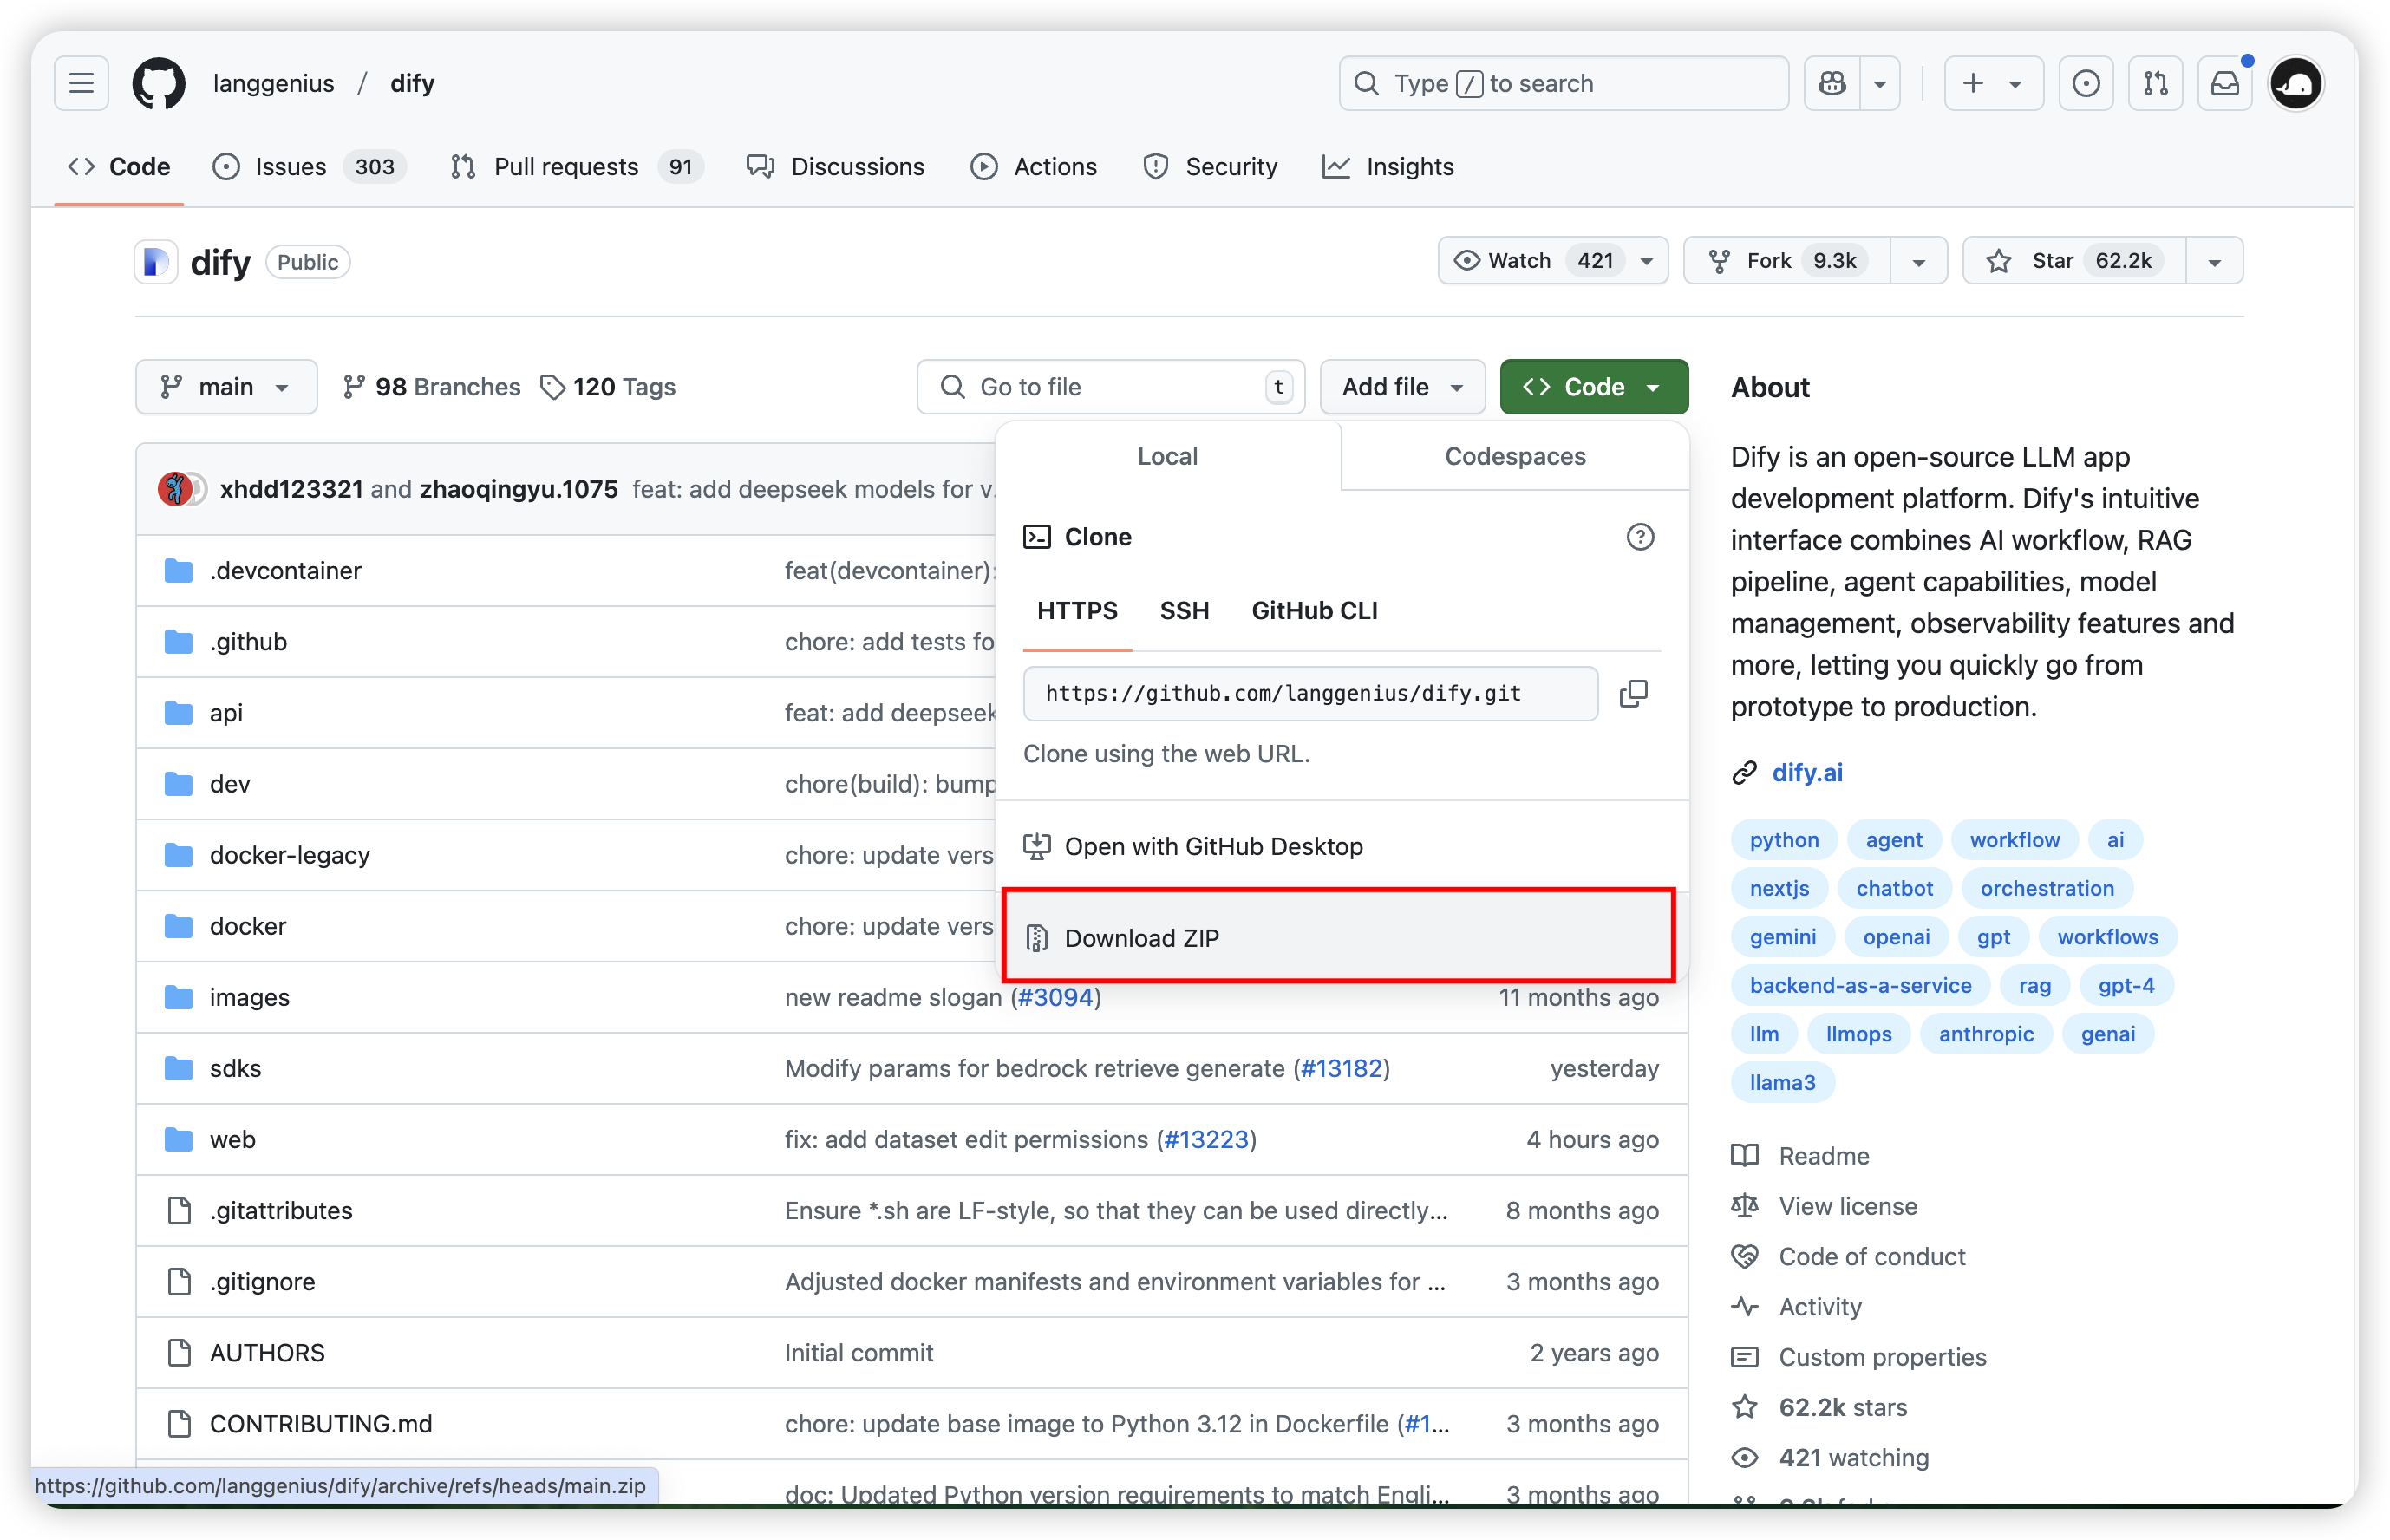 langgenius / dify
Type / to search
Code
Issues 303
Pull requests 91
Discussions
Actions
Security
Insights
dify Public
Watch 421
Fork 9.3k
Star 62.2k
main
98 Branches
120 Tags
Go to file t
Add file
Code
Local
Codespaces
Clone
HTTPS SSH GitHub CLI
https://github.com/langgenius/dify.git
Clone using the web URL.
Open with GitHub Desktop
Download ZIP
xhdd123321 and zhaoqingyu.1075 feat: add deepseek models for v.
.devcontainer feat(devcontainer):
.github chore: add tests fo
api feat: add deepseek
dev chore(build): bump
docker-legacy chore: update vers
docker chore: update vers
images new readme slogan (#3094) 11 months ago
sdks Modify params for bedrock retrieve generate (#13182) yesterday
web fix: add dataset edit permissions (#13223) 4 hours ago
.gitattributes Ensure *.sh are LF-style, so that they can be used directly... 8 months ago
.gitignore Adjusted docker manifests and environment variables for ... 3 months ago
AUTHORS Initial commit 2 years ago
CONTRIBUTING.md chore: update base image to Python 3.12 in Dockerfile (#1... 3 months ago
doc: Updated Python version requirements to match Engli... 3 months ago
https://github.com/langgenius/dify/archive/refs/heads/main.zip
About
Dify is an open-source LLM app
development platform. Dify's intuitive
interface combines AI workflow, RAG
pipeline, agent capabilities, model
management, observability features and
more, letting you quickly go from
prototype to production.
dify.ai
python agent workflow ai
nextjs chatbot orchestration
gemini openai gpt workflows
backend-as-a-service rag gpt-4
llm llmops anthropic genai
llama3
Readme
View license
Code of conduct
Activity
Custom properties
62.2k stars
421 watching